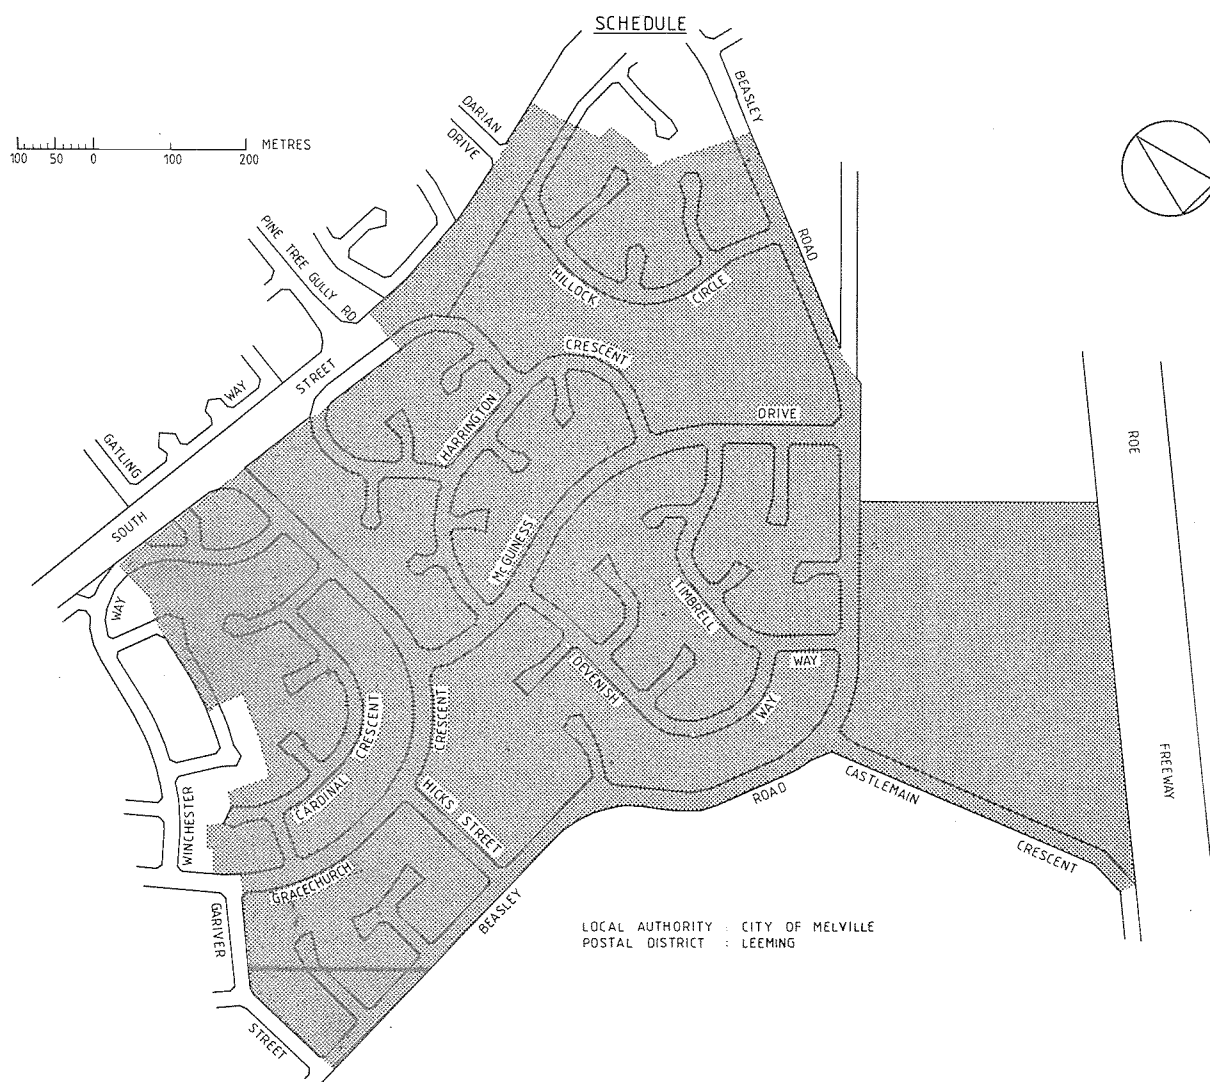 SCHEDULE
BEASLEY
ROAD
DARIAN
DRIVE
100 50 0 100 200 METRES
PINE TREE GULLY RD
HILLOCK
CIRCLE
CRESCENT
STREET
WAY
GATLING
HARRINGTON
DRIVE
ROE
SOUTH
McGUINESS
TIMBRELL
WAY
WAY
DEVENISH
WAY
CRESCENT
CRESCENT
CARDINAL
HICKS STREET
ROAD
CASTLEMAIN
FREEWAY
CRESCENT
WINCHESTER
GRACECHURCH
BEASLEY
GARIVER
STREET
LOCAL AUTHORITY : CITY OF MELVILLE
POSTAL DISTRICT : LEEMING